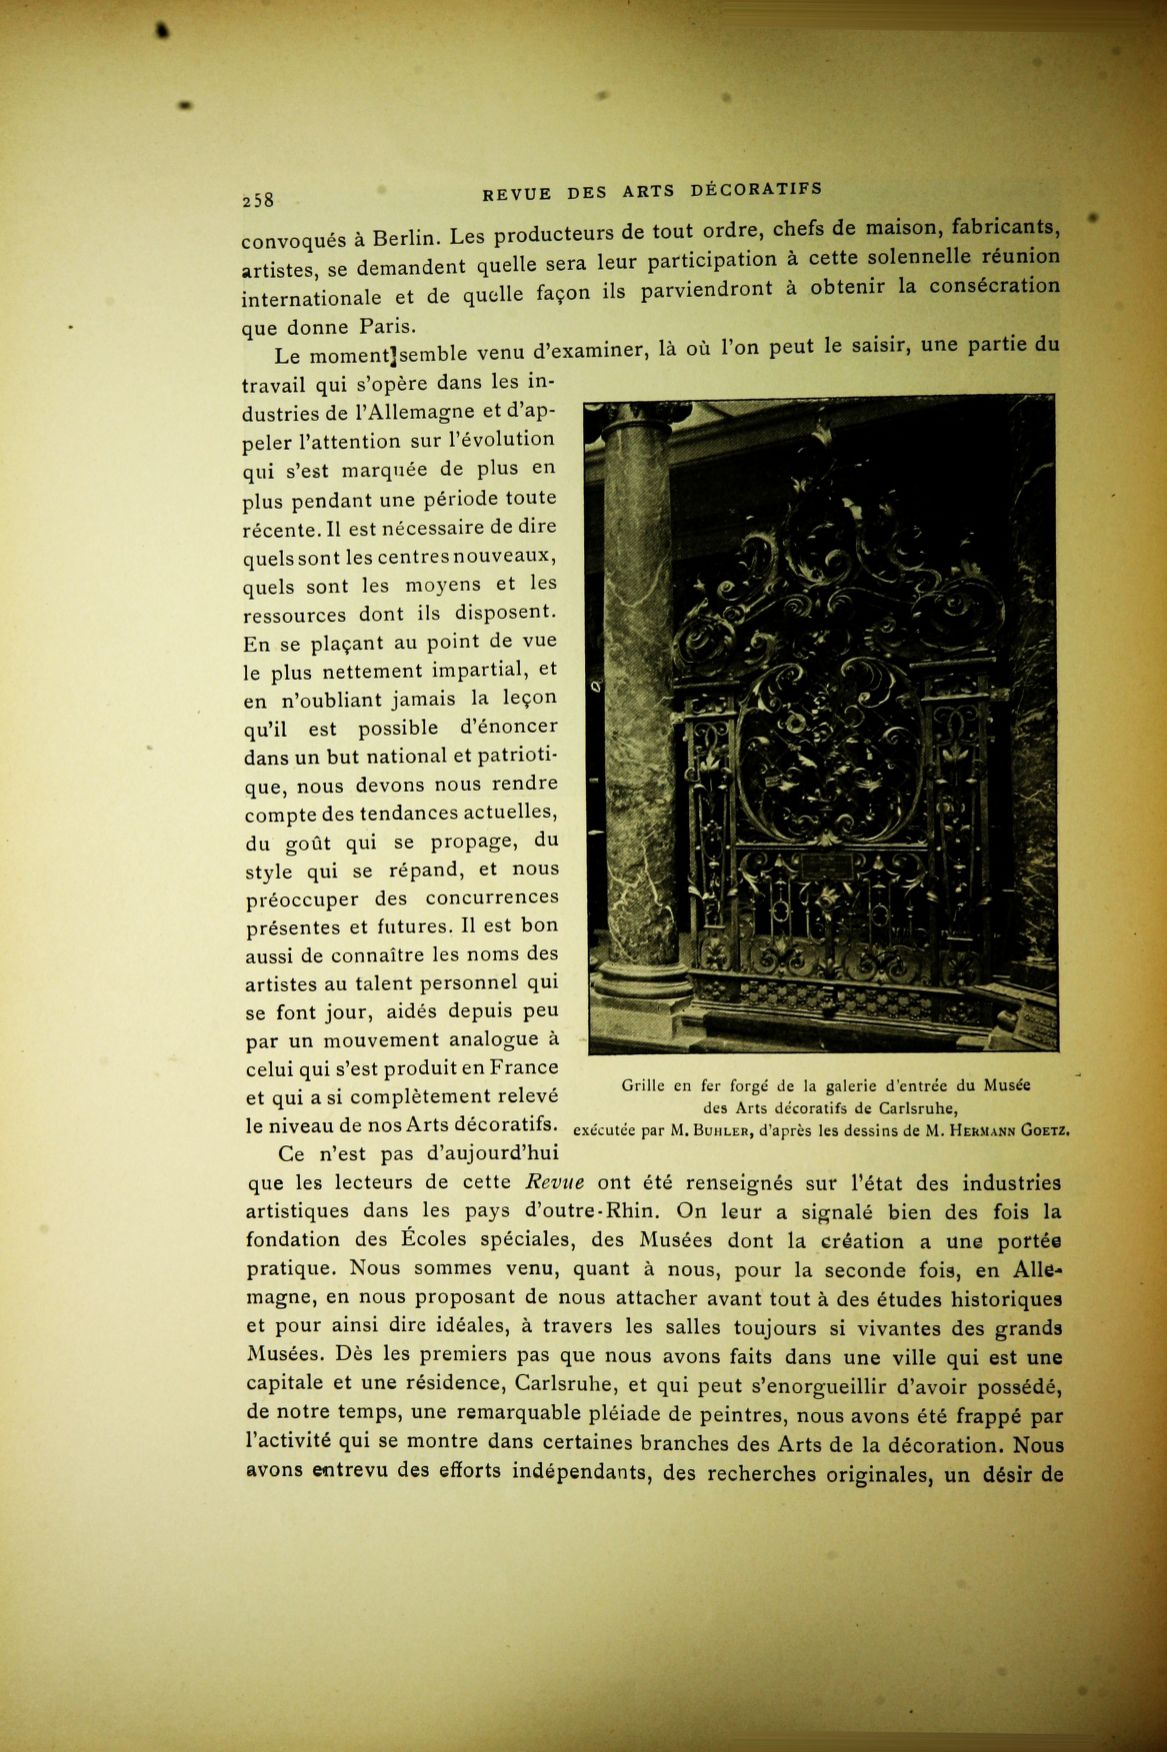 258
REVUE DES ARTS DÉCORATIFS
convoqués à Berlin. Les producteurs de tout ordre, chefs de maison, fabricants,
artistes, se demandent quelle sera leur participation à cette solennelle réunion
internationale et de quelle façon ils parviendront à obtenir la consécration
que donne Paris.
Le moment semble venu d'examiner, là où l'on peut le saisir, une partie du
travail qui s'opère dans les in-
dustries de l'Allemagne et d'ap-
peler l'attention sur l'évolution
qui s'est marquée de plus en
plus pendant une période toute
récente. Il est nécessaire de dire
quels sont les centres nouveaux,
quels sont les moyens et les
ressources dont ils disposent.
En se plaçant au point de vue
le plus nettement impartial, et
en n'oubliant jamais la leçon
qu'il est possible d'énoncer
dans un but national et patrioti-
que, nous devons nous rendre
compte des tendances actuelles,
du goût qui se propage, du
style qui se répand, et nous
préoccuper des concurrences
présentes et futures. Il est bon
aussi de connaître les noms des
artistes au talent personnel qui
se font jour, aidés depuis peu
par un mouvement analogue à
celui qui s'est produit en France
et qui a si complètement relevé
le niveau de nos Arts décoratifs.
Grille en fer forgé de la galerie d'entrée du Musée
des Arts décoratifs de Carlsruhe,
exécutée par M. BUHLER, d'après les dessins de M. HERMANN GOETZ.
Ce n'est pas d'aujourd'hui
que les lecteurs de cette Revue ont été renseignés sur l'état des industries
artistiques dans les pays d'outre-Rhin. On leur a signalé bien des fois la
fondation des Écoles spéciales, des Musées dont la création a une portée
pratique. Nous sommes venu, quant à nous, pour la seconde fois, en Alle-
magne, en nous proposant de nous attacher avant tout à des études historiques
et pour ainsi dire idéales, à travers les salles toujours si vivantes des grands
Musées. Dès les premiers pas que nous avons faits dans une ville qui est une
capitale et une résidence, Carlsruhe, et qui peut s'enorgueillir d'avoir possédé,
de notre temps, une remarquable pléiade de peintres, nous avons été frappé par
l'activité qui se montre dans certaines branches des Arts de la décoration. Nous
avons entrevu des efforts indépendants, des recherches originales, un désir de